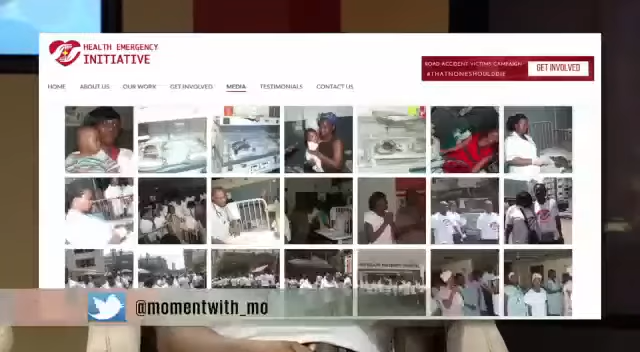 HEALTH EMERGENCY
INITIATIVE
ROAD ACCIDENT VICTIMS CAMPAIGN
#THATNONESHOULDDIE
GET INVOLVED
HOME ABOUT US OUR WORK GET INVOLVED MEDIA TESTIMONIALS CONTACT US
@momentwith_mo